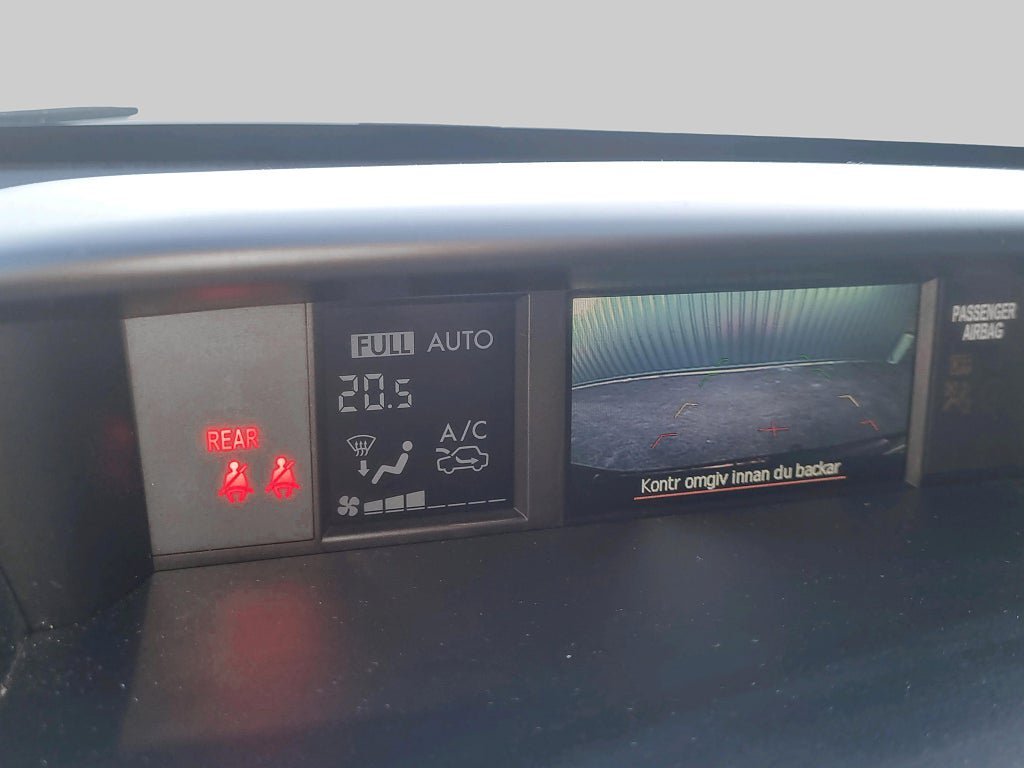 REAR
FULL AUTO
20.5
A/C
Kontr omgiv innan du backar
PASSENGER
AIRBAG